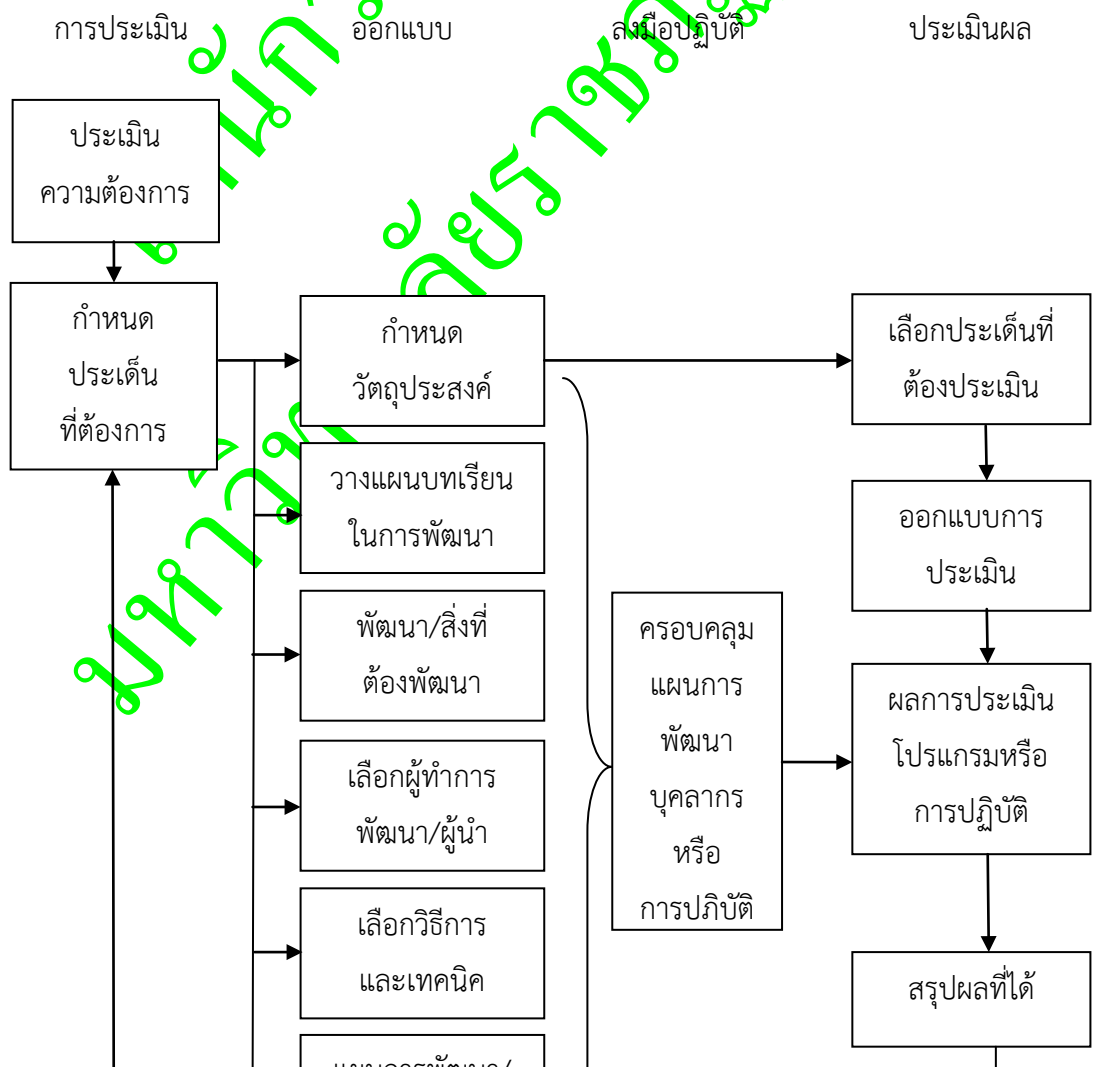 การประเมิน
ออกแบบ
ลงมือปฏิบัติ
ประเมินผล
ประเมิน
ความต้องการ
กำหนด
ประเด็น
ที่ต้องการ
กำหนด
วัตถุประสงค์
วางแผนบทเรียน
ในการพัฒนา
พัฒนา/สิ่งที่
ต้องพัฒนา
เลือกผู้ทำการ
พัฒนา/ผู้นำ
เลือกวิธีการ
และเทคนิค
ครอบคลุม
แผนการ
พัฒนา
บุคลากร
หรือ
การปภิบัติ
เลือกประเด็นที่
ต้องประเมิน
ออกแบบการ
ประเมิน
ผลการประเมิน
โปรแกรมหรือ
การปฏิบัติ
สรุปผลที่ได้